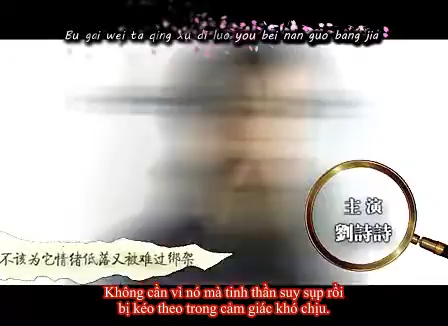 Eu gai wei ta qing xu di luo you bei nan guo bang jia
主演
劉詩詩
不该为它情绪低落又被难过绑架
Không cần vì nó mà tinh thần suy sụp rồi
bị kéo theo trong cảm giác khó chịu.